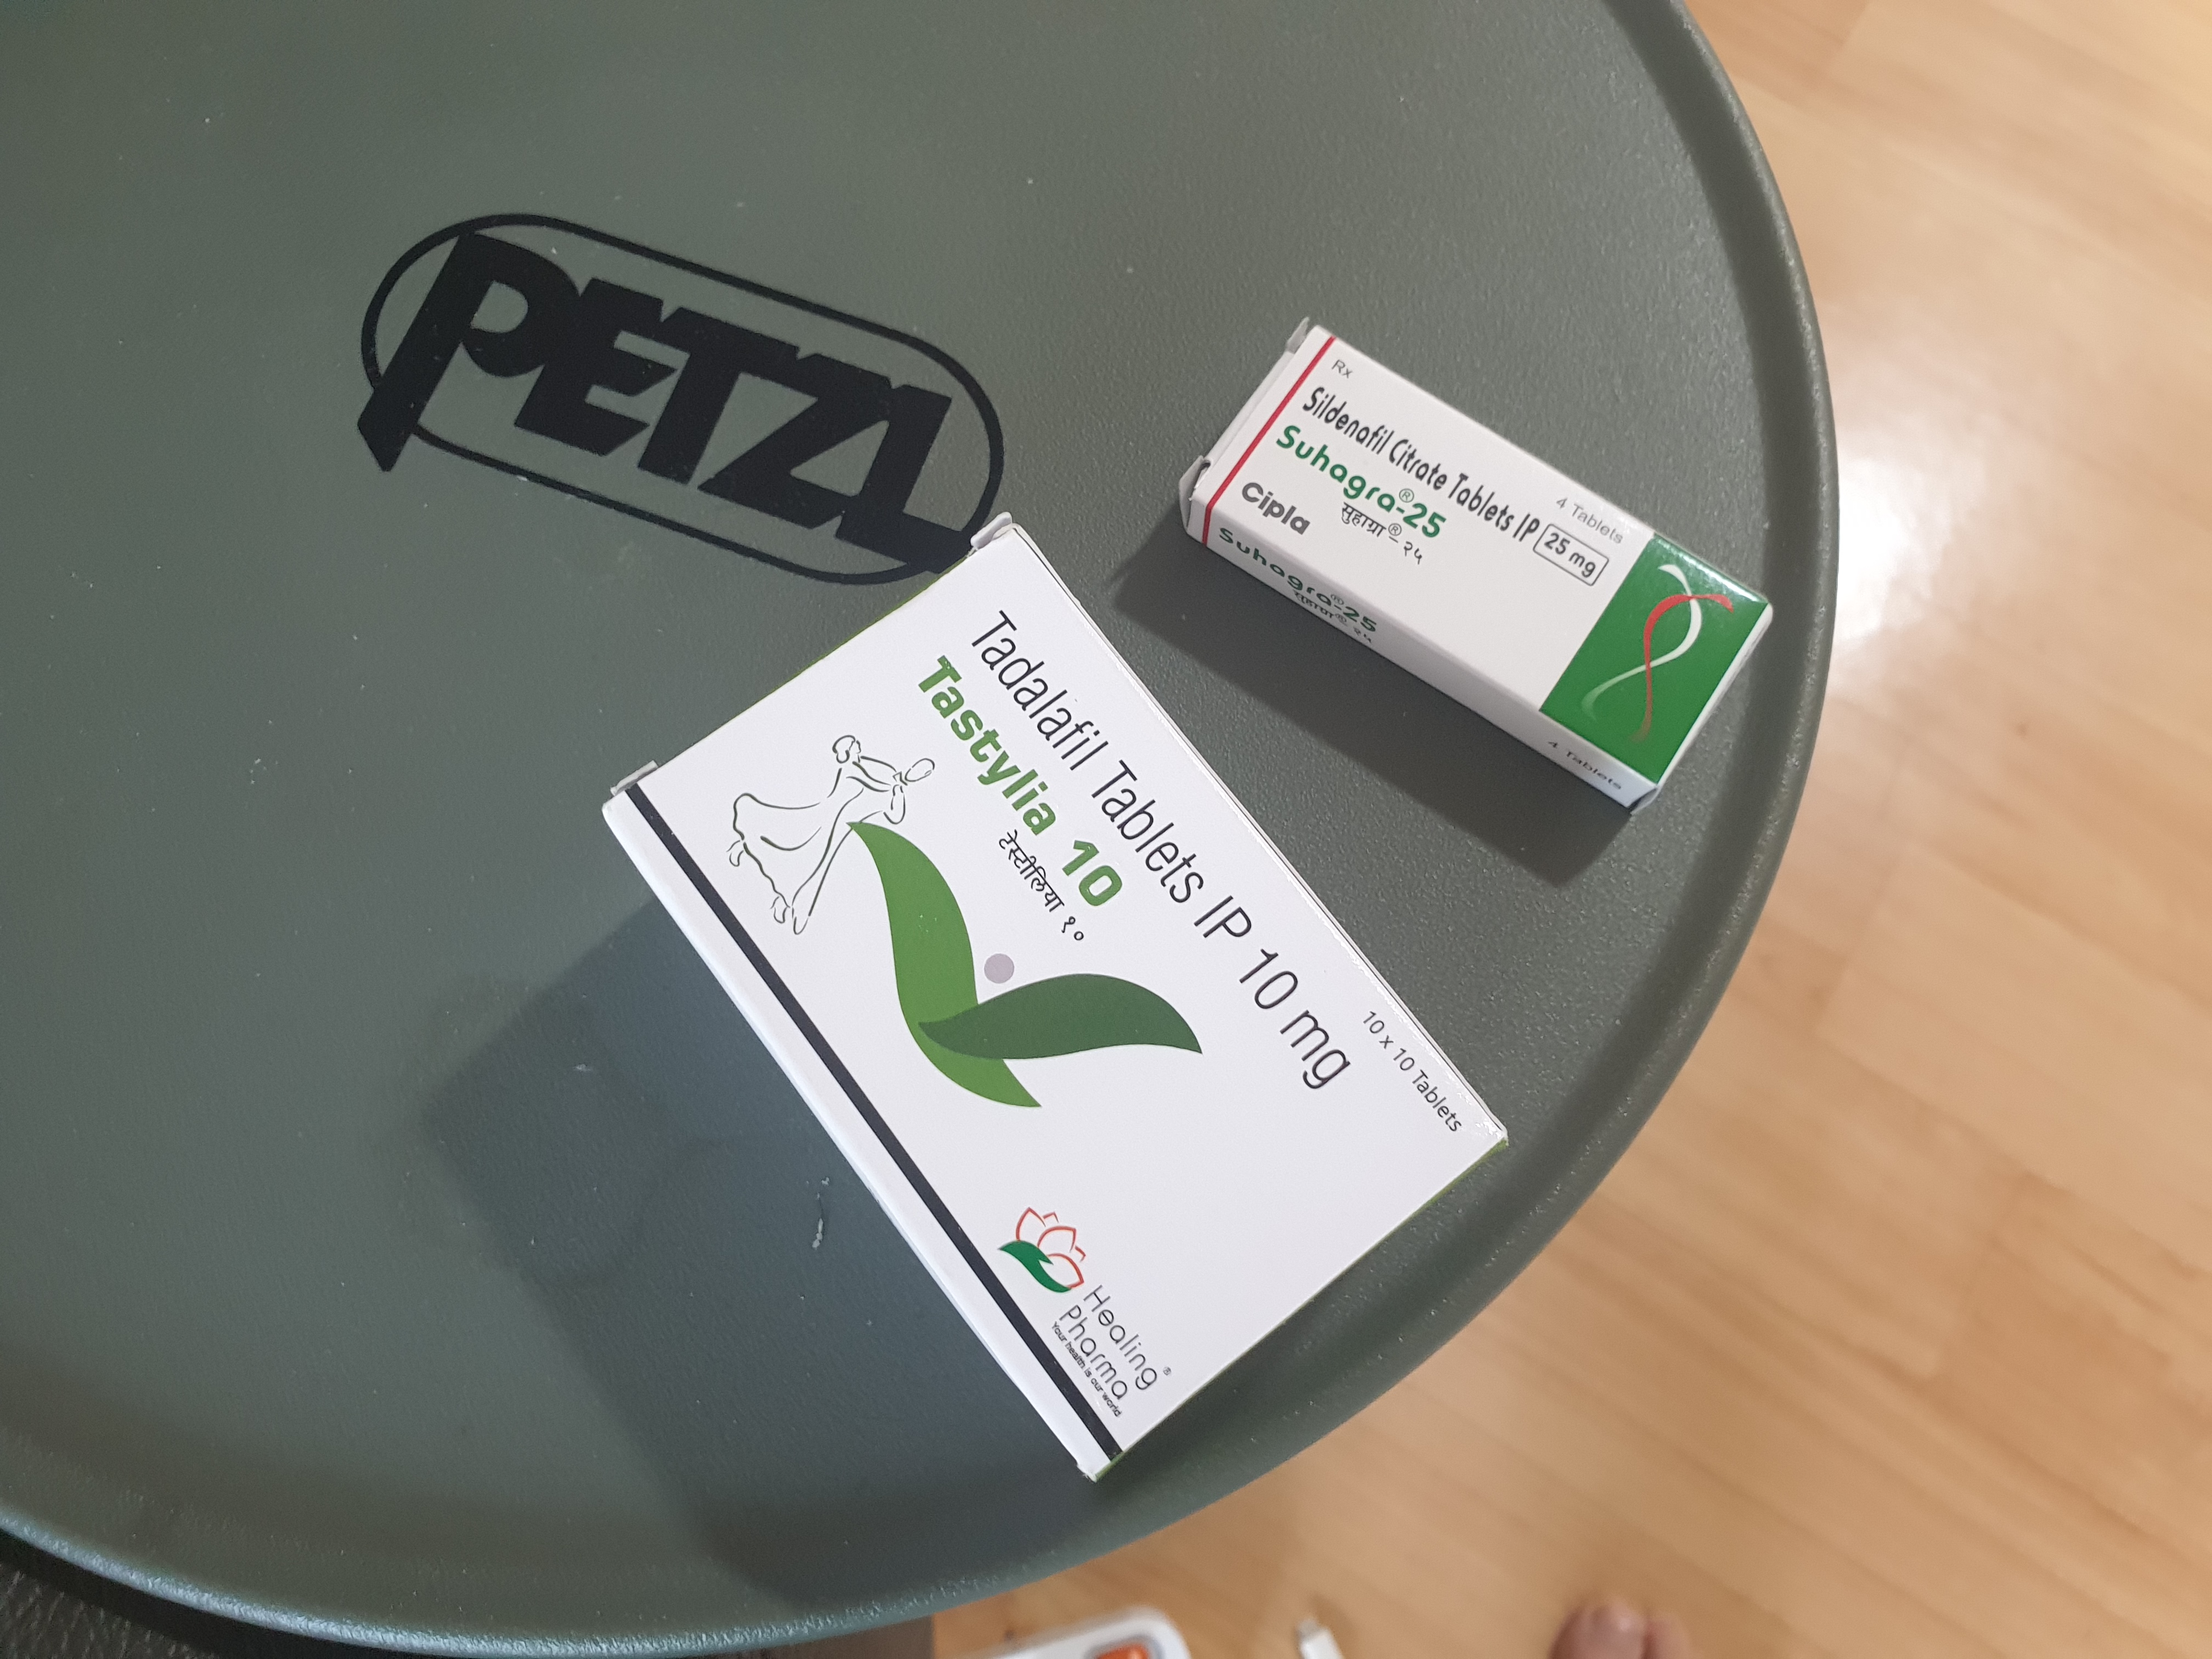 PETZL
Rx
4 Tablets
Sildenafil Citrate Tablets IP 25 mg
Suhagra®-25
सुहाग्रा®-२५
Cipla
Suhagra®-25
सुहाग्रा®-२५
4 Tablets
10 x 10 Tablets
Tadalafil Tablets IP 10 mg
Tastylia 10
टेस्टीलिया १०
Healing
Pharma®
Your health is our world